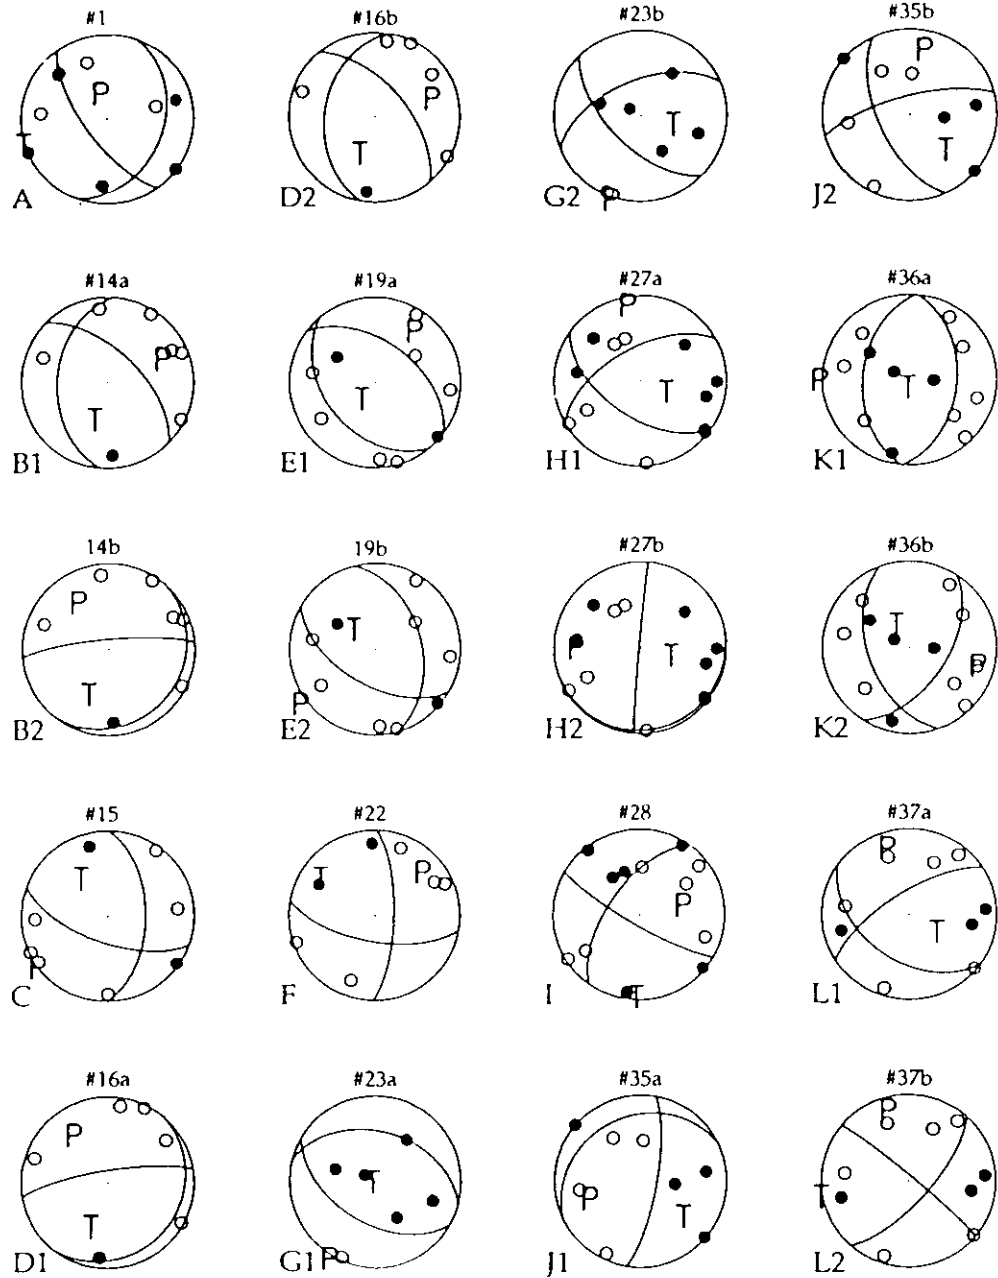 #1 #16b #23b #35b
P P T P
T T P T
A D2 G2 J2
#14a #19a #27a #36a
P P P P
T T T T
B1 E1 H1 K1
14b 19b #27b #36b
P T P T
T P T P
B2 E2 H2 K2
#15 #22 #28 #37a
T P P P
P T T T
C F I L1
#16a #23a #35a #37b
P T P P
T P T T
D1 G1 J1 L2